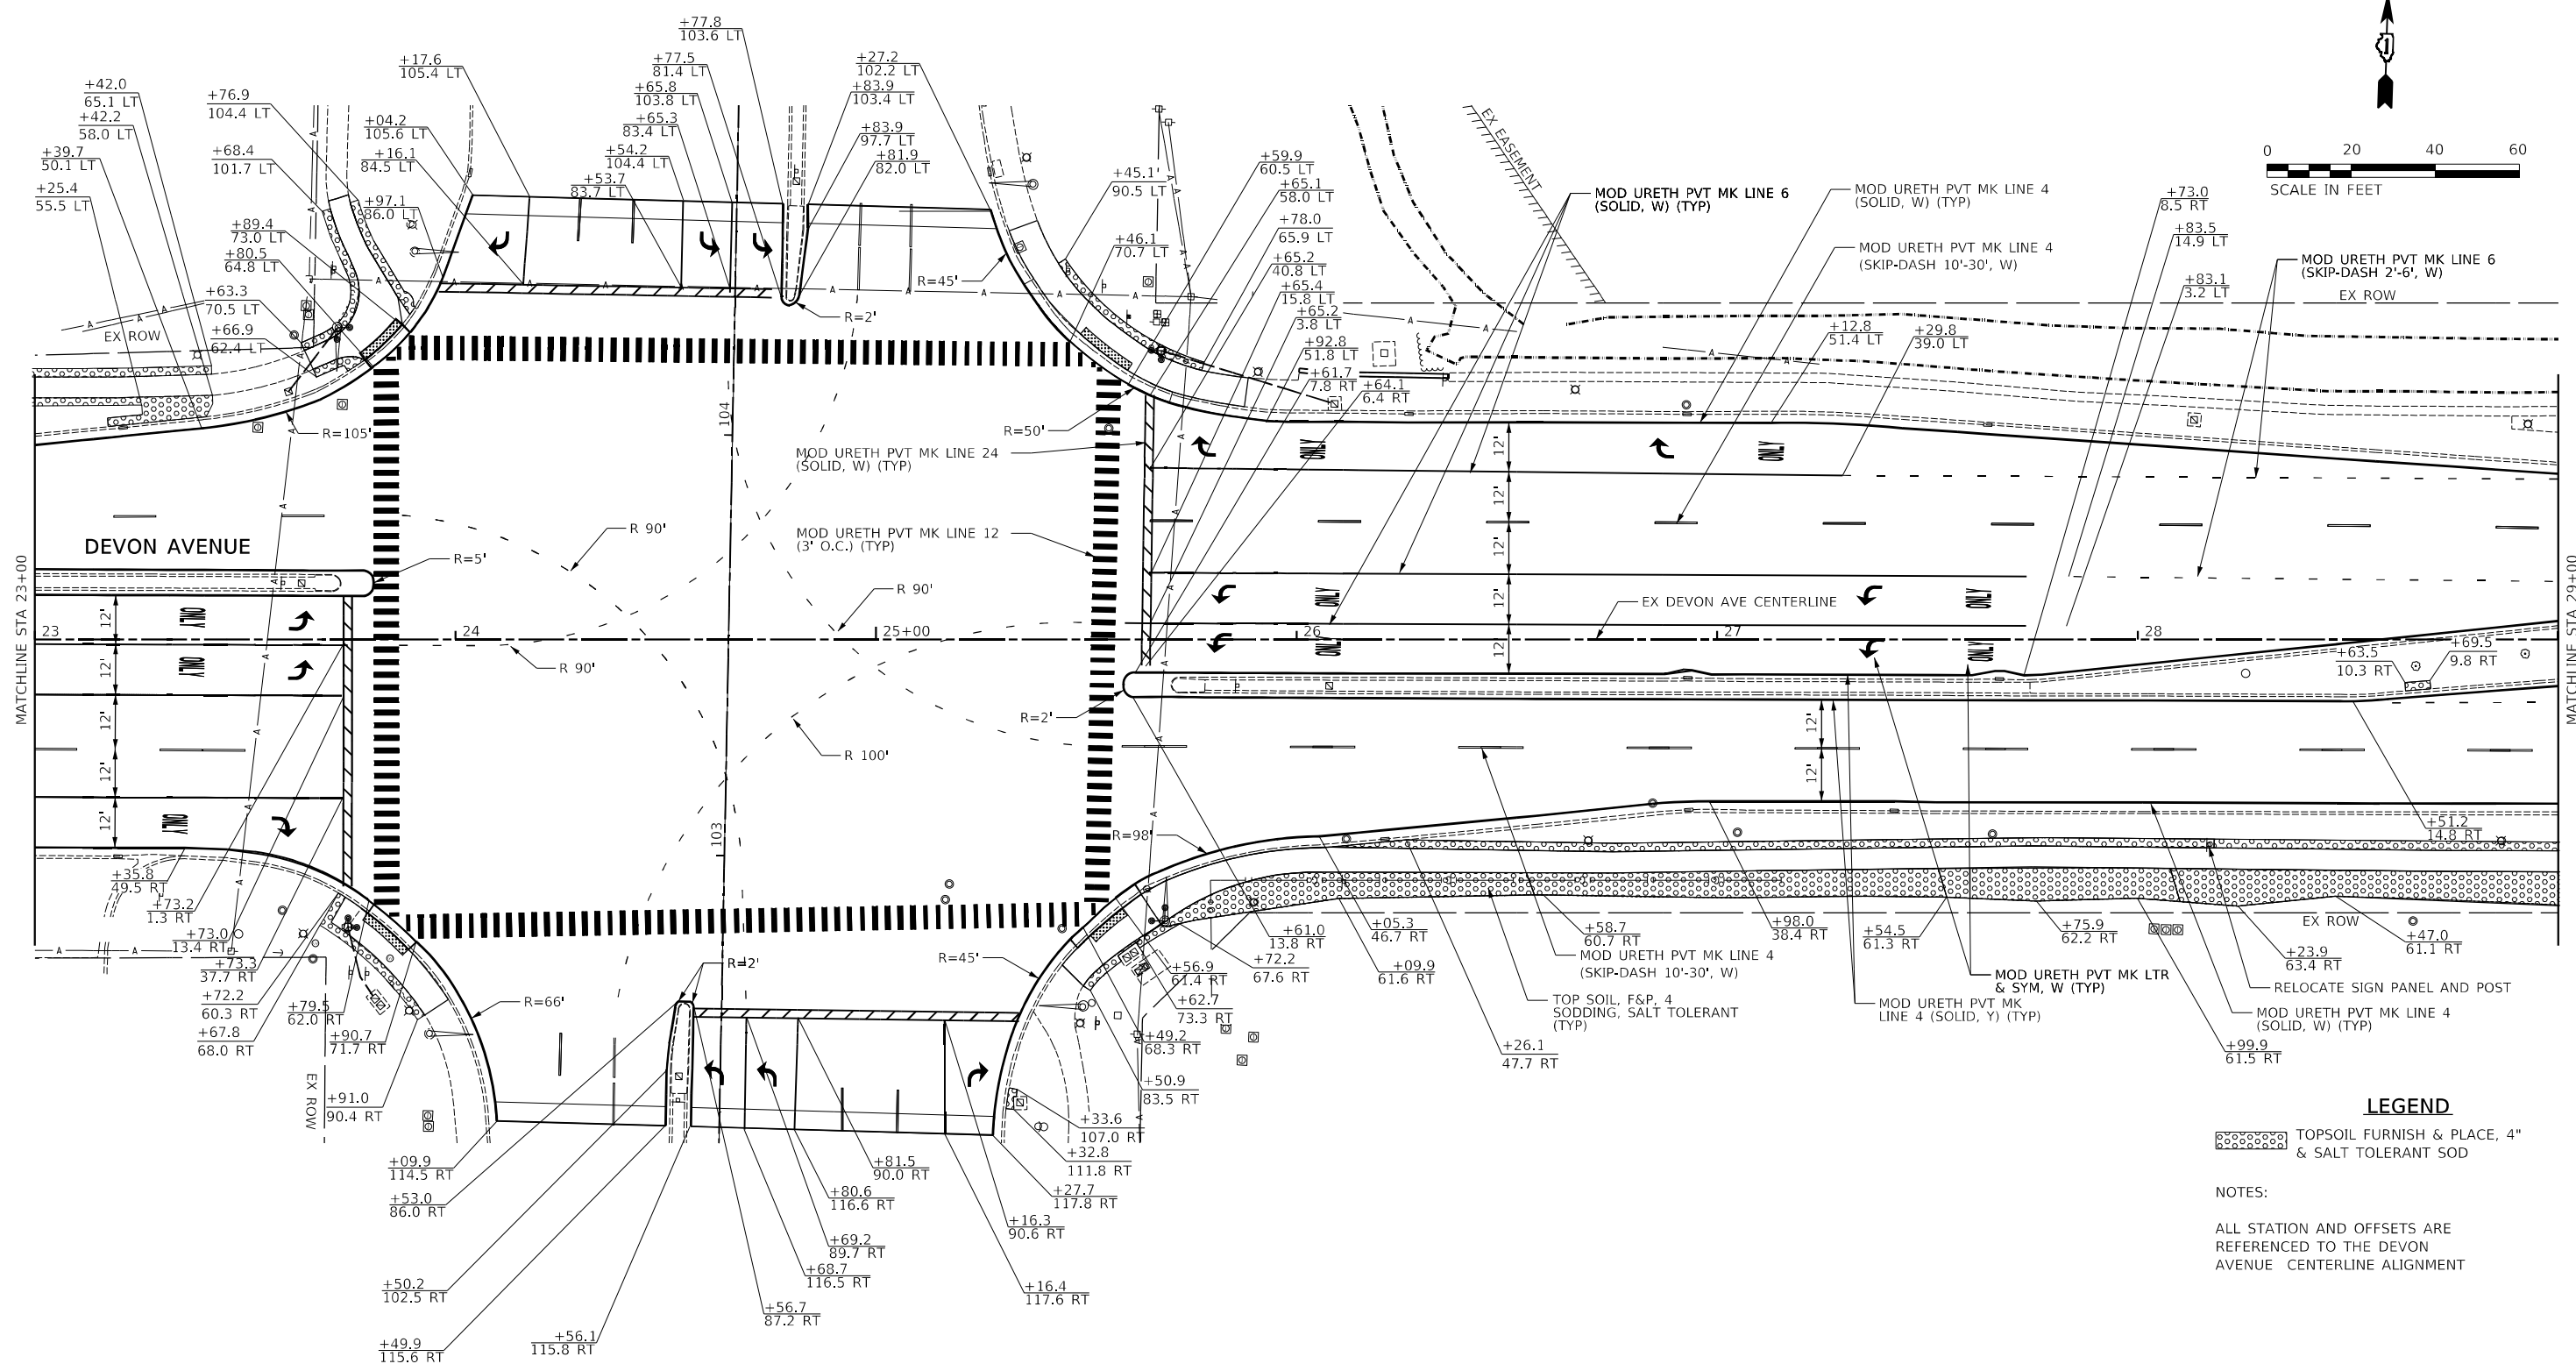 +77.8
103.6 LT
+17.6
105.4 LT
+77.5
81.4 LT
+27.2
102.2 LT
+42.0
65.1 LT
+76.9
104.4 LT
+65.8
103.8 LT
+83.9
103.4 LT
+42.2
58.0 LT
+04.2
105.6 LT
+65.3
83.4 LT
+83.9
97.7 LT
+39.7
50.1 LT
+68.4
101.7 LT
+16.1
84.5 LT
+54.2
104.4 LT
+81.9
82.0 LT
+25.4
55.5 LT
+97.1
86.0 LT
+53.7
83.7 LT
+45.1'
90.5 LT
+59.9
60.5 LT
+65.1
58.0 LT
+89.4
73.0 LT
+80.5
64.8 LT
+46.1
70.7 LT
+78.0
65.9 LT
+63.3
70.5 LT
+65.2
40.8 LT
+66.9
62.4 LT
+65.4
15.8 LT
+65.2
3.8 LT
+92.8
51.8 LT
+61.7
7.8 RT
+64.1
6.4 RT
EX EASEMENT
0 20 40 60
SCALE IN FEET
MOD URETH PVT MK LINE 6
(SOLID, W) (TYP)
MOD URETH PVT MK LINE 4
(SOLID, W) (TYP)
MOD URETH PVT MK LINE 4
(SKIP-DASH 10'-30', W)
+73.0
8.5 RT
+83.5
14.9 LT
+83.1
3.2 LT
MOD URETH PVT MK LINE 6
(SKIP-DASH 2'-6', W)
EX ROW
+12.8
51.4 LT
+29.8
39.0 LT
EX ROW
R=45'
R=2'
R=105'
R=50'
104
MOD URETH PVT MK LINE 24
(SOLID, W) (TYP)
ONLY
ONLY
12'
12'
12'
12'
12'
R 90'
MOD URETH PVT MK LINE 12
(3' O.C.) (TYP)
DEVON AVENUE
R=5'
R 90'
MATCHLINE STA 23+00
MATCHLINE STA 29+00
ONLY
ONLY
ONLY
12'
EX DEVON AVE CENTERLINE
23
24
25+00
26
27
28
R 90'
ONLY
ONLY
ONLY
12'
+63.5
10.3 RT
+69.5
9.8 RT
R=2'
12'
12'
12'
12'
R 100'
12'
ONLY
103
R=98'
+51.2
14.8 RT
+35.8
49.5 RT
+73.2
1.3 RT
+73.0
13.4 RT
+73.3
37.7 RT
+72.2
60.3 RT
+67.8
68.0 RT
+79.5
62.0 RT
+90.7
71.7 RT
+91.0
90.4 RT
EX ROW
R=66'
R=2'
R=45'
+61.0
13.8 RT
+05.3
46.7 RT
+72.2
67.6 RT
+56.9
61.4 RT
+09.9
61.6 RT
+62.7
73.3 RT
+49.2
68.3 RT
+50.9
83.5 RT
+33.6
107.0 RT
+32.8
111.8 RT
+27.7
117.8 RT
+58.7
60.7 RT
MOD URETH PVT MK LINE 4
(SKIP-DASH 10'-30', W)
TOP SOIL, F&P, 4
SODDING, SALT TOLERANT
(TYP)
+26.1
47.7 RT
+98.0
38.4 RT
+54.5
61.3 RT
MOD URETH PVT MK
LINE 4 (SOLID, Y) (TYP)
+75.9
62.2 RT
MOD URETH PVT MK LTR
& SYM, W (TYP)
EX ROW
+23.9
63.4 RT
+47.0
61.1 RT
RELOCATE SIGN PANEL AND POST
MOD URETH PVT MK LINE 4
(SOLID, W) (TYP)
+99.9
61.5 RT
+09.9
114.5 RT
+53.0
86.0 RT
+50.2
102.5 RT
+49.9
115.6 RT
+56.1
115.8 RT
+56.7
87.2 RT
+68.7
116.5 RT
+69.2
89.7 RT
+80.6
116.6 RT
+81.5
90.0 RT
+16.3
90.6 RT
+16.4
117.6 RT
LEGEND
TOPSOIL FURNISH & PLACE, 4"
& SALT TOLERANT SOD
NOTES:
ALL STATION AND OFFSETS ARE
REFERENCED TO THE DEVON
AVENUE CENTERLINE ALIGNMENT